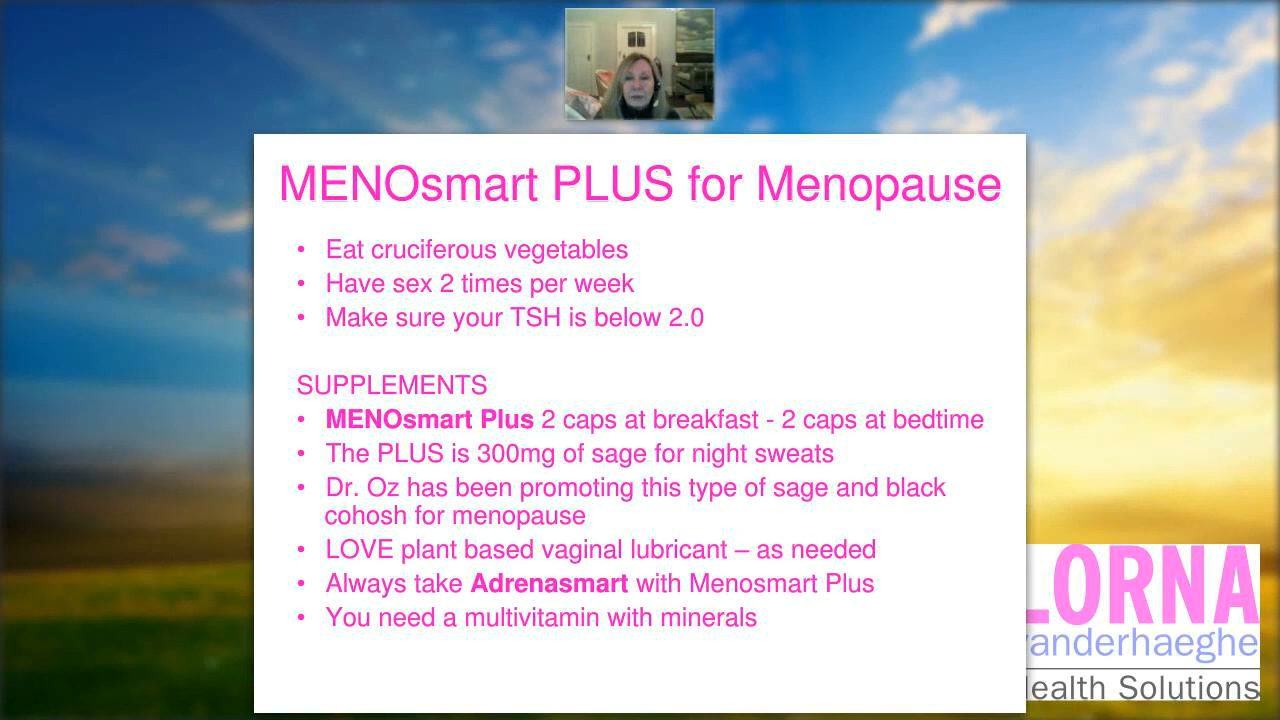 MENOsmart PLUS for Menopause
• Eat cruciferous vegetables
• Have sex 2 times per week
• Make sure your TSH is below 2.0
SUPPLEMENTS
• MENOsmart Plus 2 caps at breakfast - 2 caps at bedtime
• The PLUS is 300mg of sage for night sweats
• Dr. Oz has been promoting this type of sage and black
cohosh for menopause
• LOVE plant based vaginal lubricant – as needed
• Always take Adrenasmart with Menosmart Plus
• You need a multivitamin with minerals
LORNA
vanderhaeghe
Health Solutions